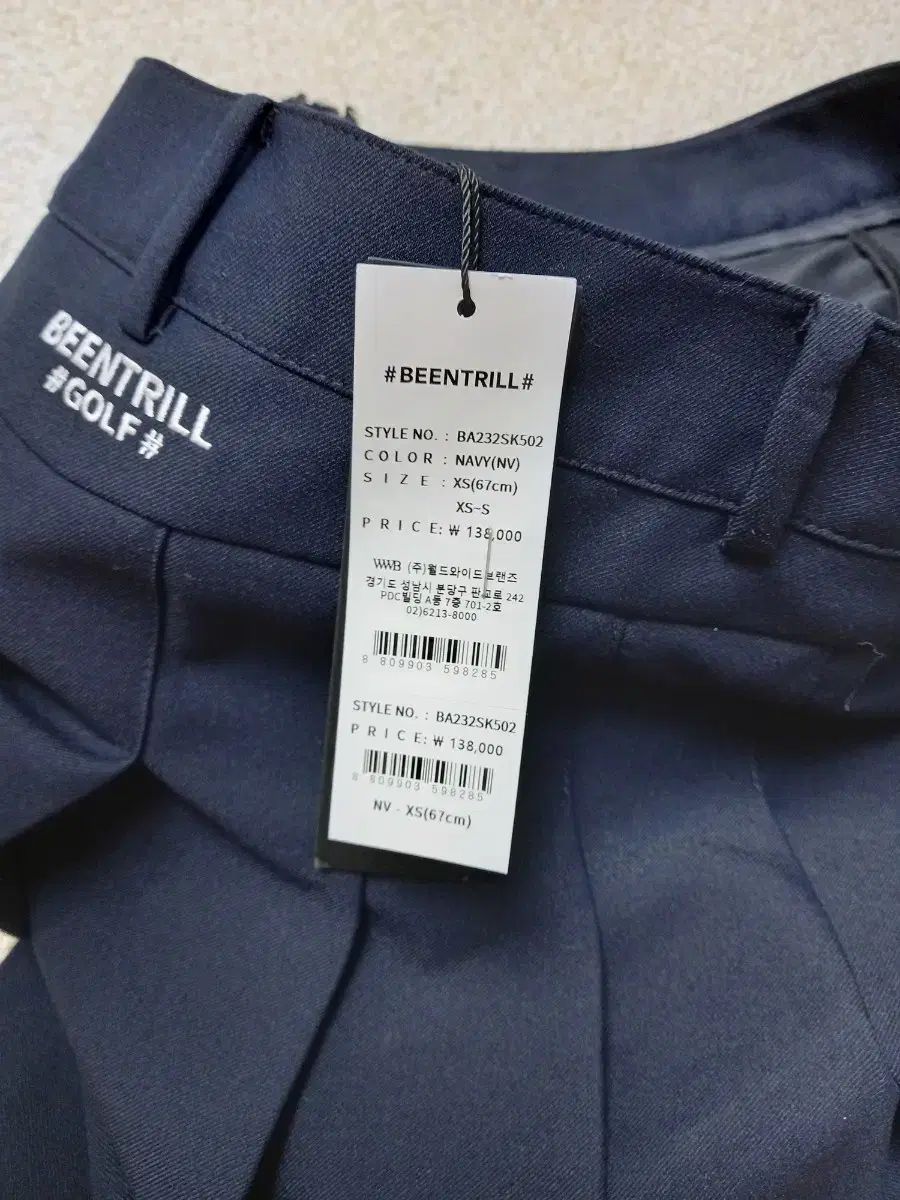 BEENTRILL
#GOLF#
#BEENTRILL#
STYLE NO. : BA232SK502
COLOR : NAVY(NV)
SIZE : XS(67cm)
XS-S
PRICE: ₩ 138,000
WWB (주)월드와이드브랜즈
경기도 성남시 분당구 판교로 242
PDC빌딩 A동 7층 701-2호
02)6213-8000
8 809903 598285
STYLE NO. : BA232SK502
PRICE: ₩ 138,000
8 809903 598285
NV - XS(67cm)